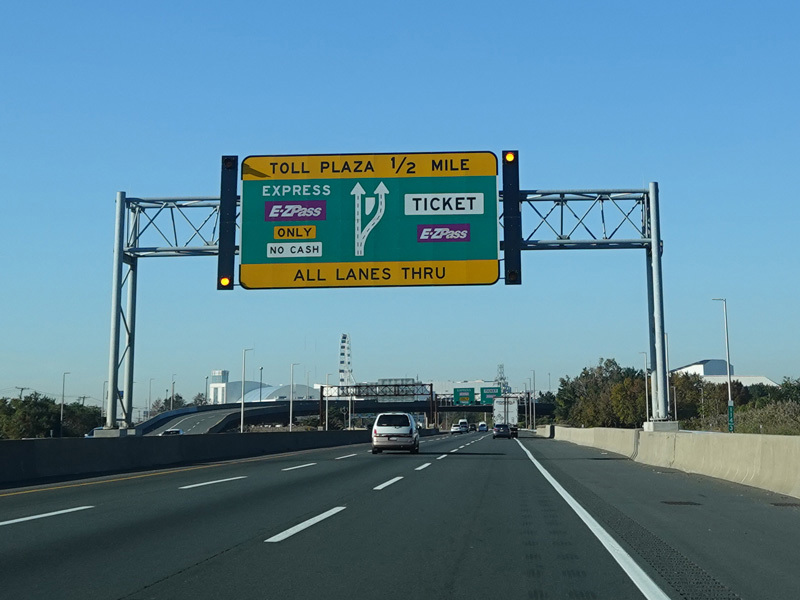 TOLL PLAZA 1/2 MILE
EXPRESS
E-ZPass
ONLY
NO CASH
TICKET
E-ZPass
ALL LANES THRU